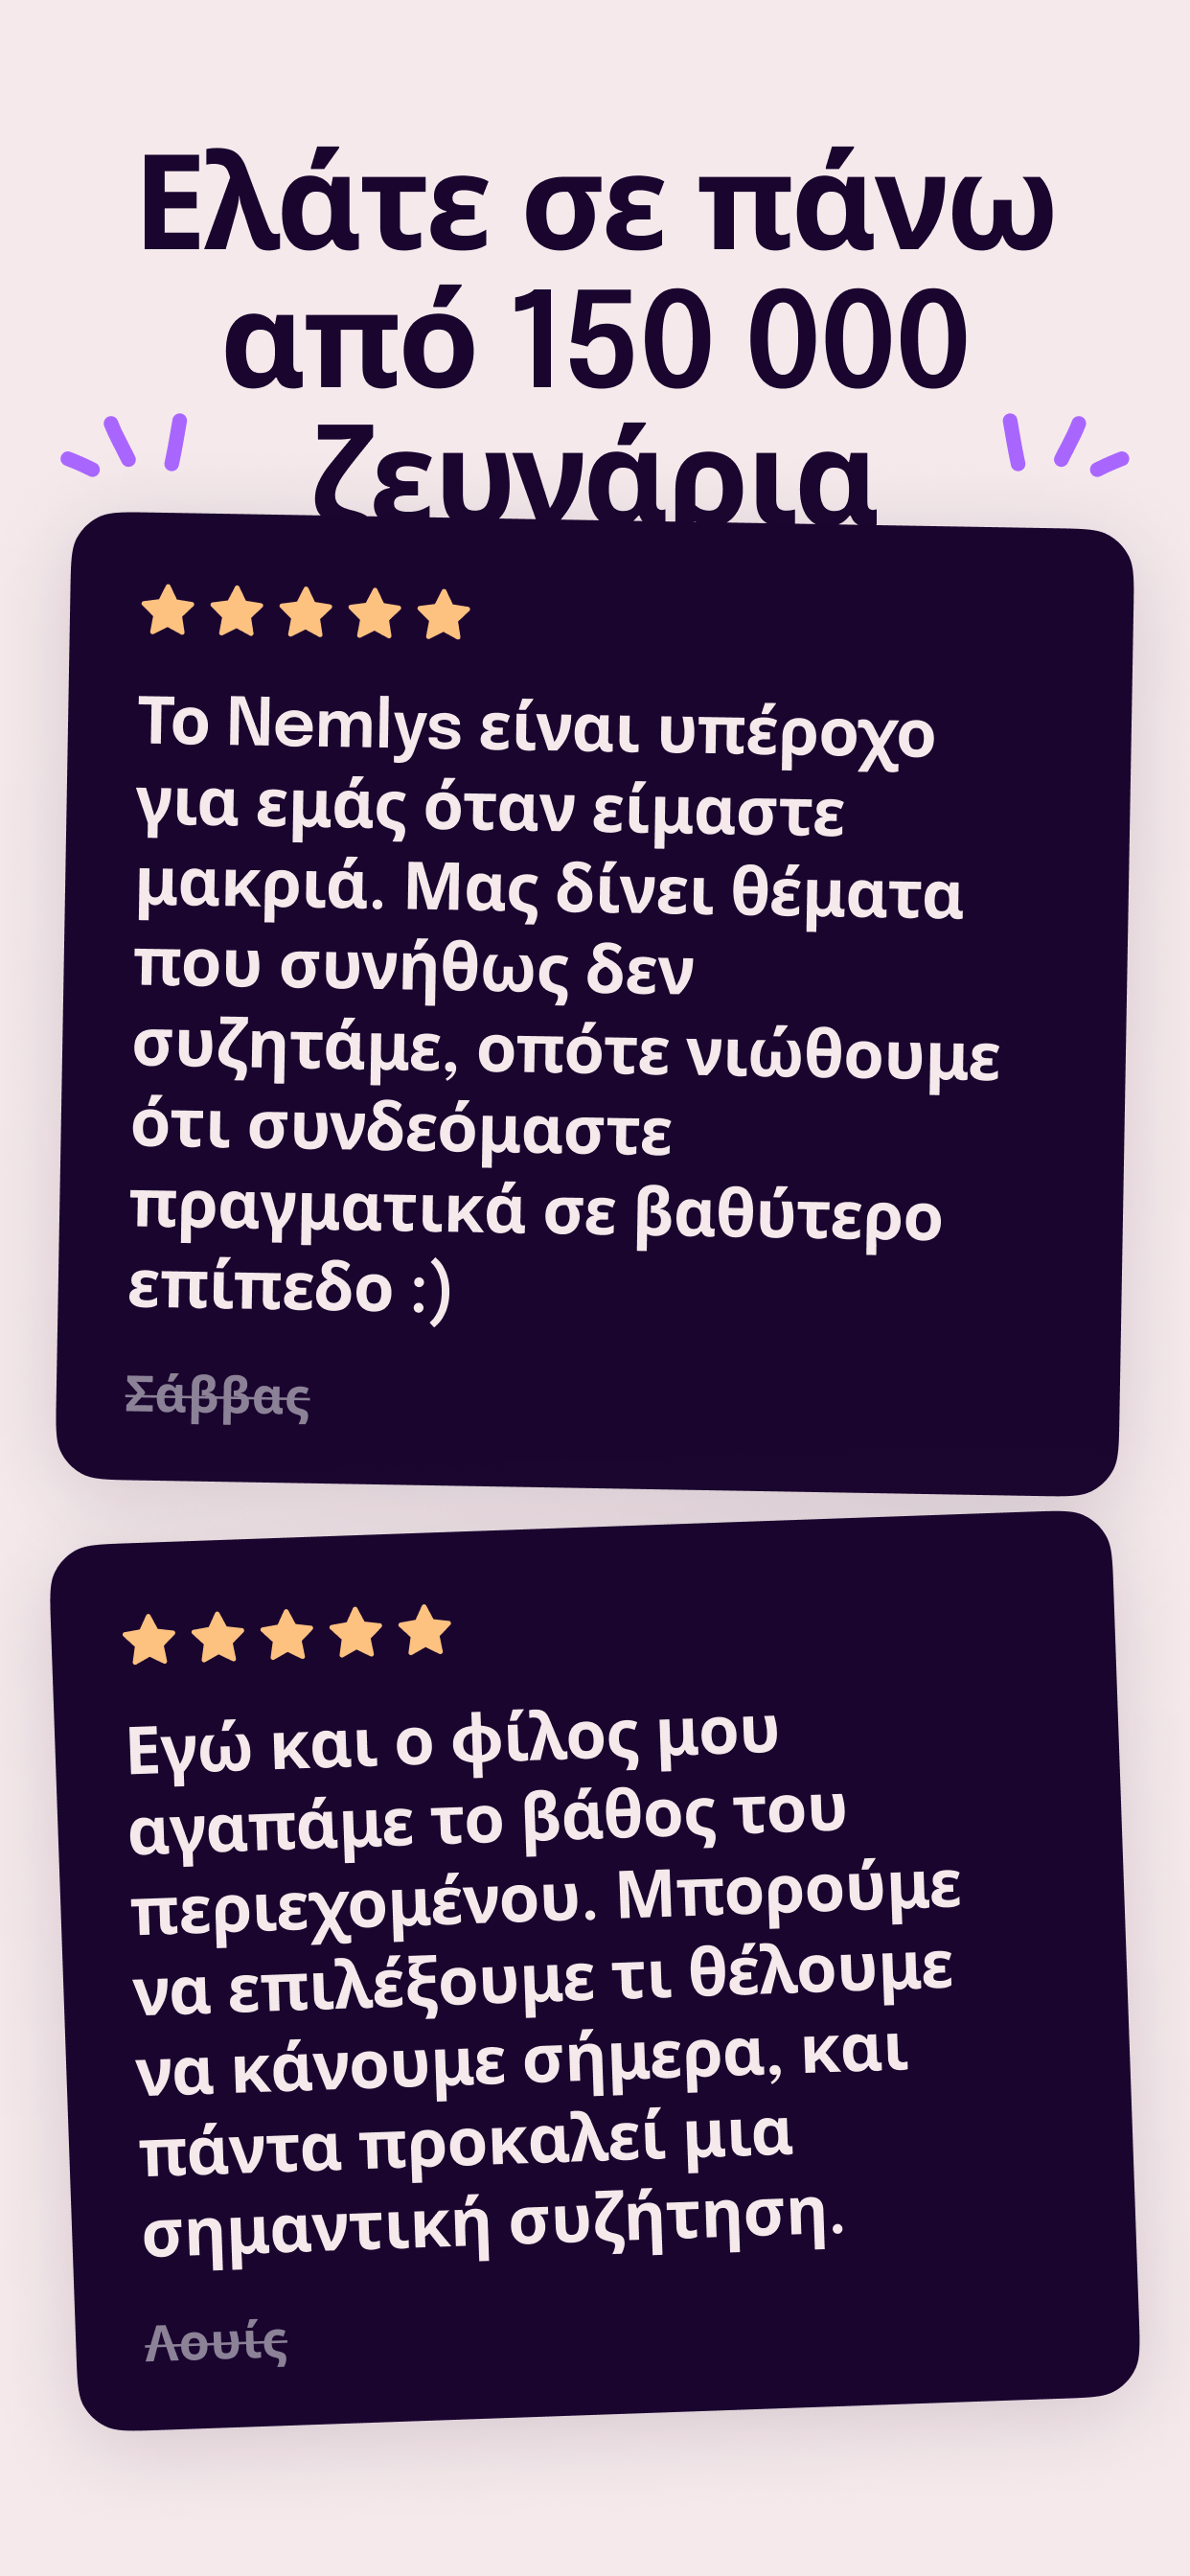 Ελάτε σε πάνω
από 150 000
ζευγάρια
Το Nemlys είναι υπέροχο
για εμάς όταν είμαστε
μακριά. Μας δίνει θέματα
που συνήθως δεν
συζητάμε, οπότε νιώθουμε
ότι συνδεόμαστε
πραγματικά σε βαθύτερο
επίπεδο :)
Σάββας
Εγώ και ο φίλος μου
αγαπάμε το βάθος του
περιεχομένου. Μπορούμε
να επιλέξουμε τι θέλουμε
να κάνουμε σήμερα, και
πάντα προκαλεί μια
σημαντική συζήτηση.
Λουίς